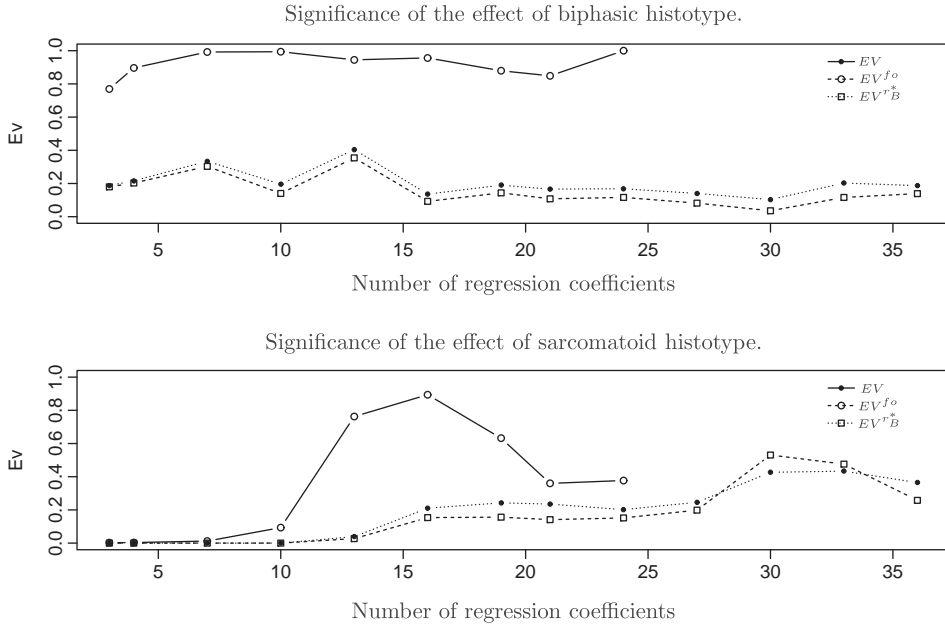 Significance of the effect of biphasic histotype.
Ev
0.0 0.2 0.4 0.6 0.8 1.0
EV
EV^{fo}
EV^{r_B^*}
5 10 15 20 25 30 35
Number of regression coefficients
Significance of the effect of sarcomatoid histotype.
Ev
0.0 0.2 0.4 0.6 0.8 1.0
EV
EV^{fo}
EV^{r_B^*}
5 10 15 20 25 30 35
Number of regression coefficients